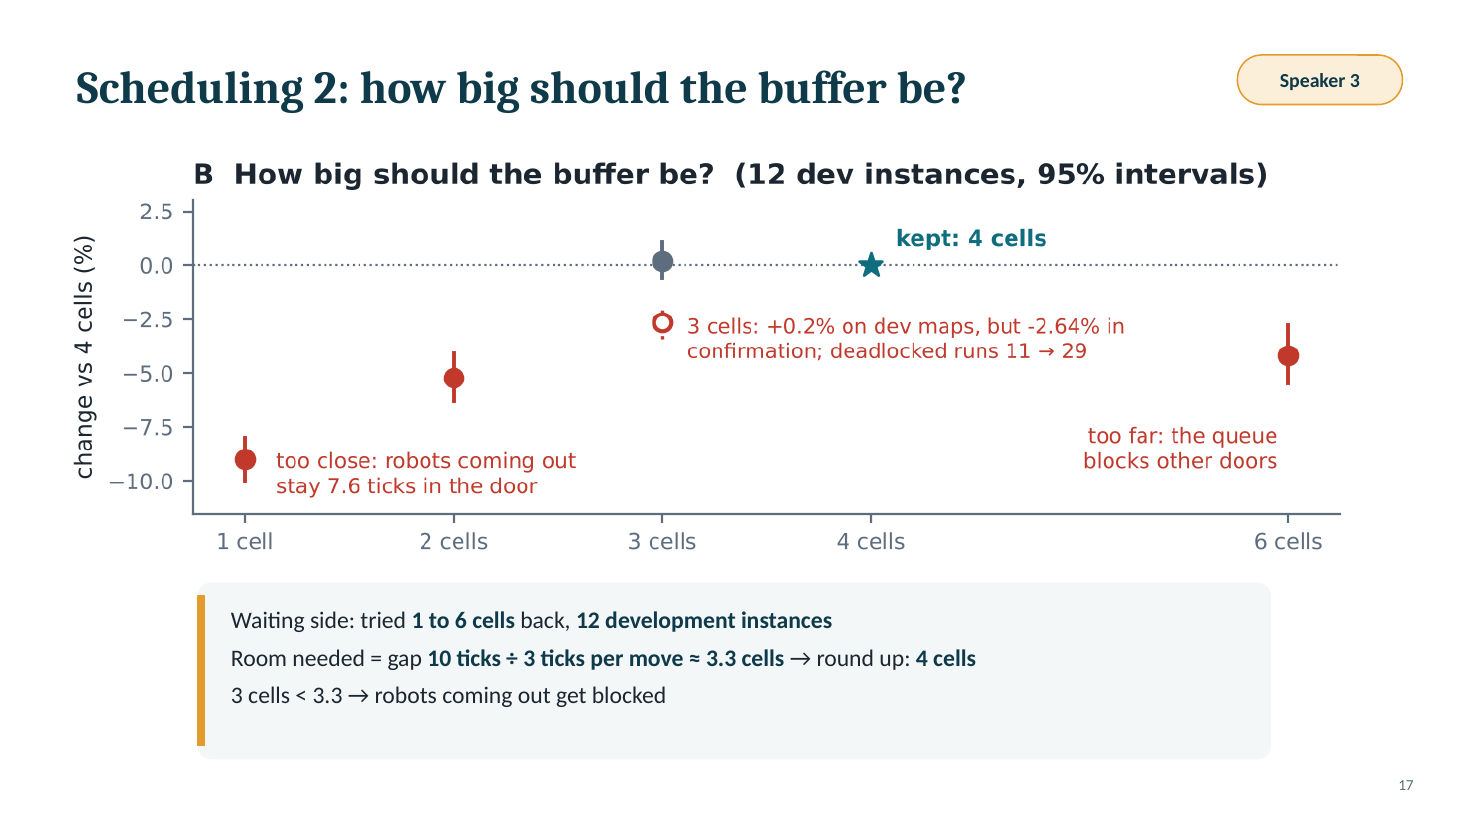 Scheduling 2: how big should the buffer be?
Speaker 3
B How big should the buffer be? (12 dev instances, 95% intervals)
change vs 4 cells (%)
2.5
0.0
−2.5
−5.0
−7.5
−10.0
kept: 4 cells
3 cells: +0.2% on dev maps, but -2.64% in
confirmation; deadlocked runs 11 → 29
too far: the queue
blocks other doors
too close: robots coming out
stay 7.6 ticks in the door
1 cell
2 cells
3 cells
4 cells
6 cells
Waiting side: tried 1 to 6 cells back, 12 development instances
Room needed = gap 10 ticks ÷ 3 ticks per move ≈ 3.3 cells → round up: 4 cells
3 cells < 3.3 → robots coming out get blocked
17